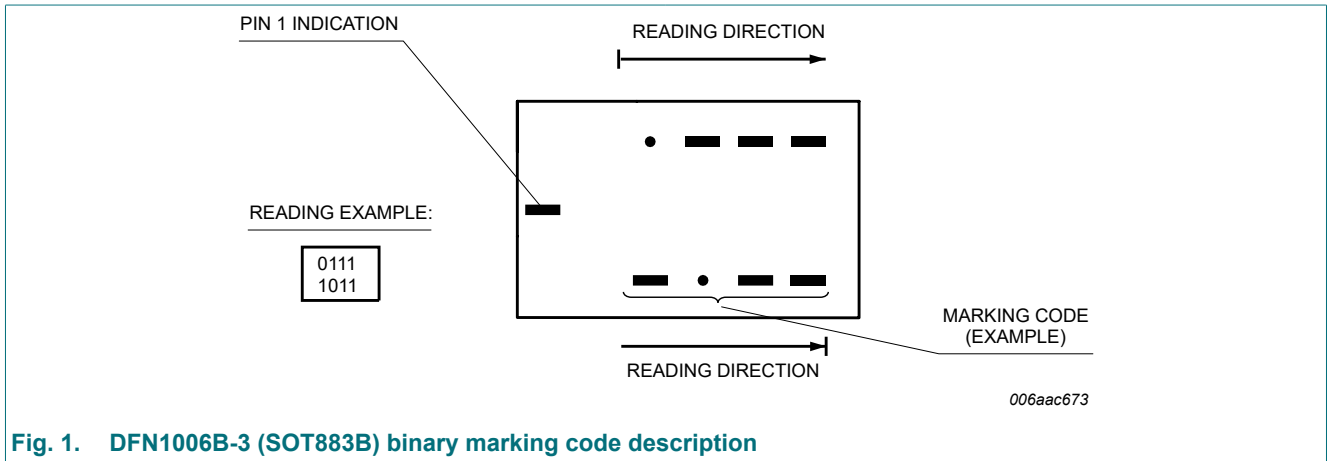 PIN 1 INDICATION
READING DIRECTION
READING EXAMPLE:
0111
1011
MARKING CODE
(EXAMPLE)
READING DIRECTION
006aac673
Fig. 1. DFN1006B-3 (SOT883B) binary marking code description